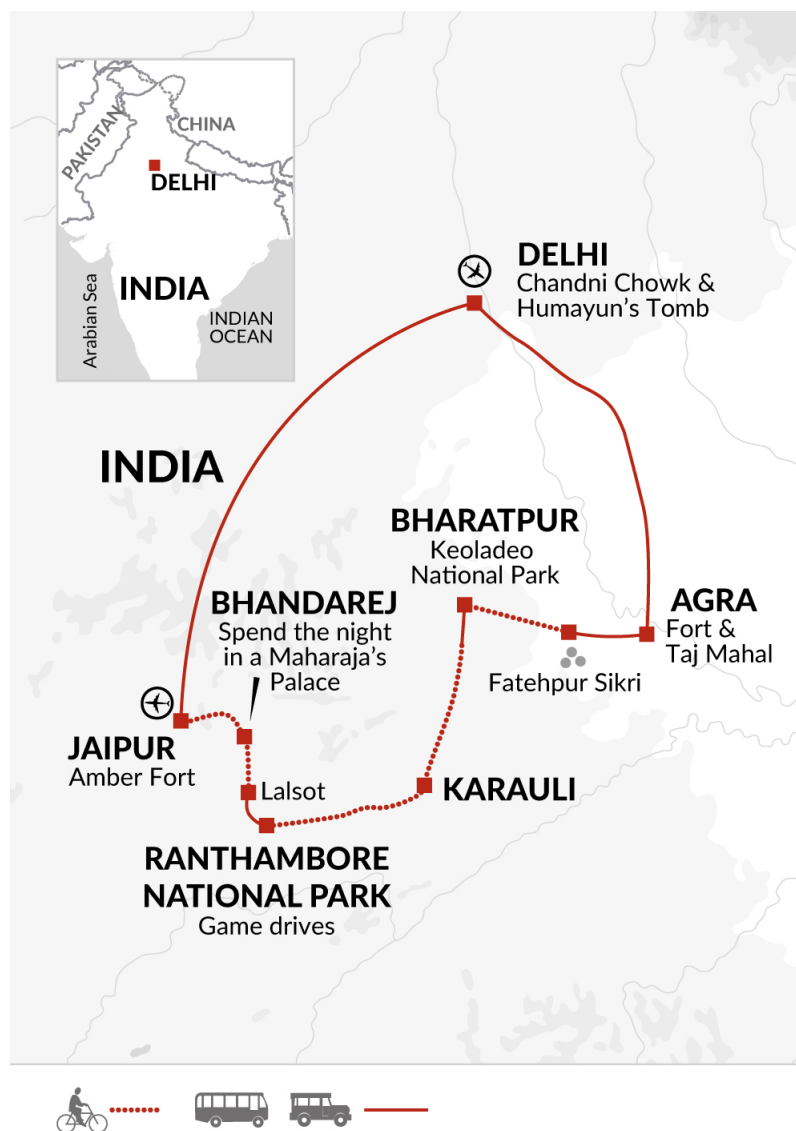 PAKISTAN
CHINA
DELHI
INDIA
Arabian Sea
INDIAN
OCEAN
DELHI
Chandni Chowk &
Humayun's Tomb
INDIA
BHARATPUR
Keoladeo
National Park
BHANDAREJ
Spend the night
in a Maharaja's
Palace
AGRA
Fort &
Taj Mahal
Fatehpur Sikri
JAIPUR
Amber Fort
Lalsot
KARAULI
RANTHAMBORE
NATIONAL PARK
Game drives